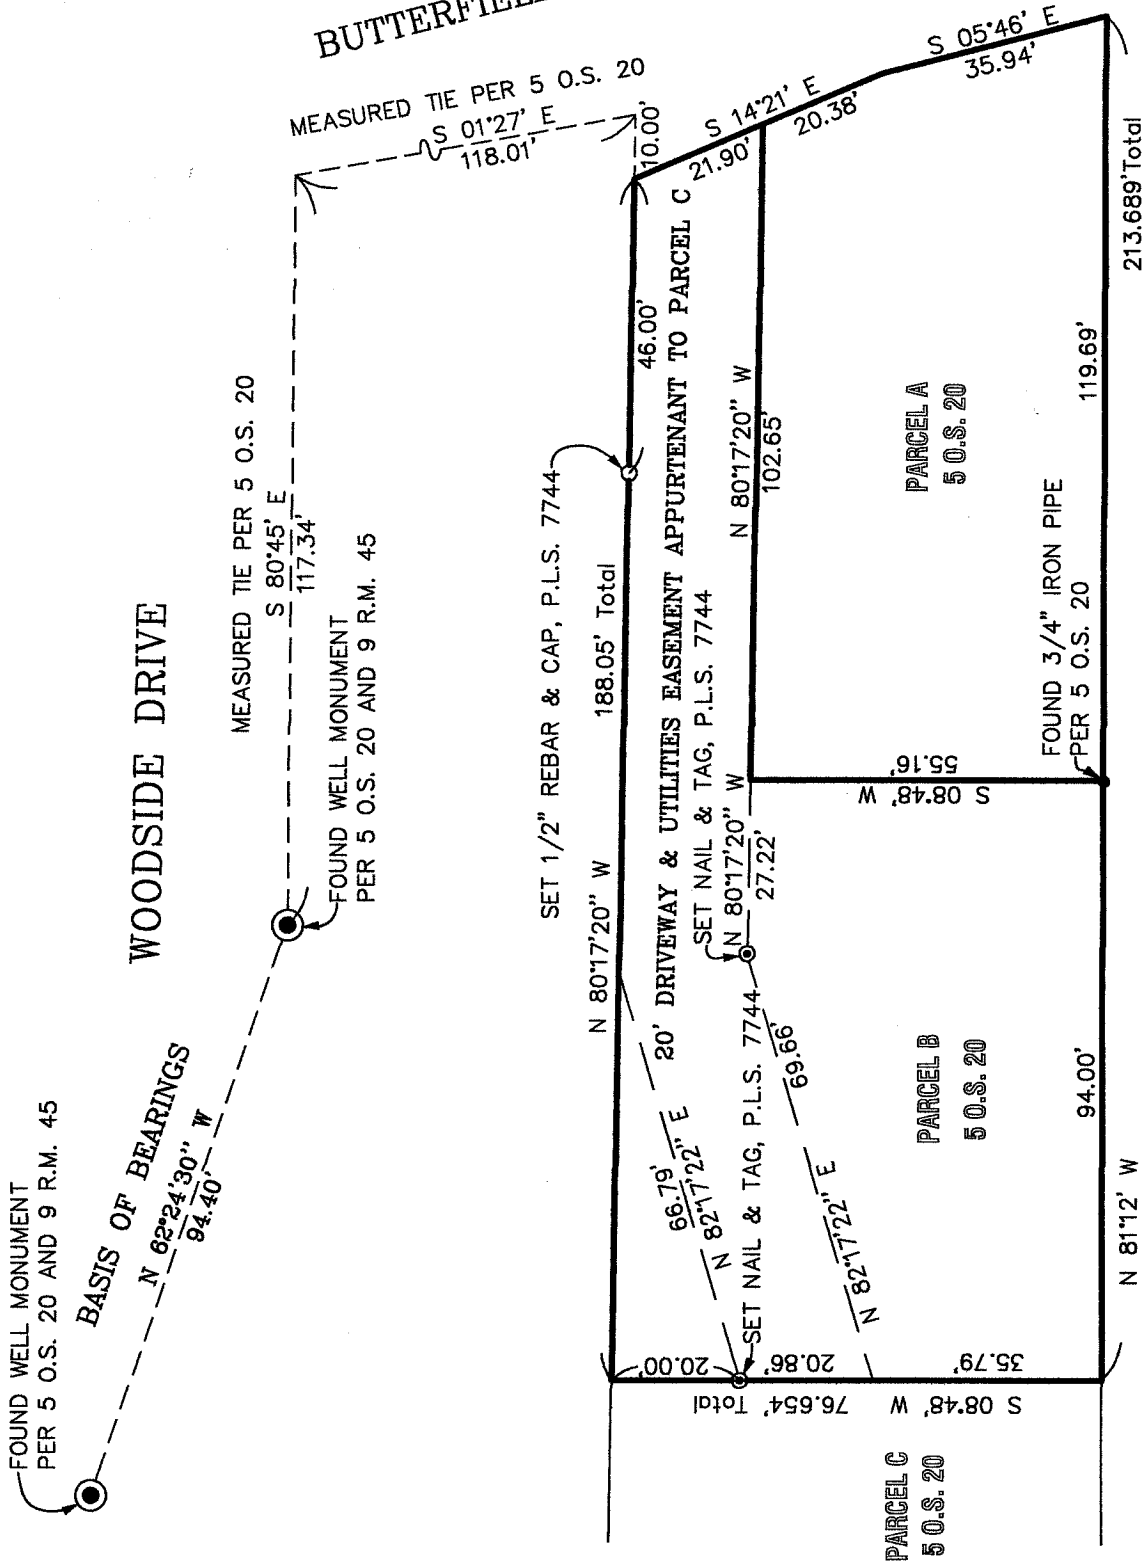 BUTTERFIEL
MEASURED TIE PER 5 O.S. 20
S 01°27' E
118.01'
10.00'
S 14°21' E
21.90'
20.38'
S 05°46' E
35.94'
WOODSIDE DRIVE
MEASURED TIE PER 5 O.S. 20
S 80°45' E
117.34'
FOUND WELL MONUMENT
PER 5 O.S. 20 AND 9 R.M. 45
FOUND WELL MONUMENT
PER 5 O.S. 20 AND 9 R.M. 45
BASIS OF BEARINGS
N 62°24'30" W
94.40'
SET 1/2" REBAR & CAP, P.L.S. 7744
N 80°17'20" W
188.05' Total
46.00'
20' DRIVEWAY & UTILITIES EASEMENT APPURTENANT TO PARCEL C
SET NAIL & TAG, P.L.S. 7744
N 80°17'20" W
27.22'
N 80°17'20" W
102.65'
66.79'
N 82°17'22" E
SET NAIL & TAG, P.L.S. 7744
69.66'
N 82°17'22" E
PARCEL A
5 O.S. 20
PARCEL B
5 O.S. 20
PARCEL C
5 O.S. 20
S 08°48' W
55.16'
FOUND 3/4" IRON PIPE
PER 5 O.S. 20
20.00'
20.86'
35.79'
S 08°48' W
76.654' Total
94.00'
119.69'
N 81°12' W
213.689'Total